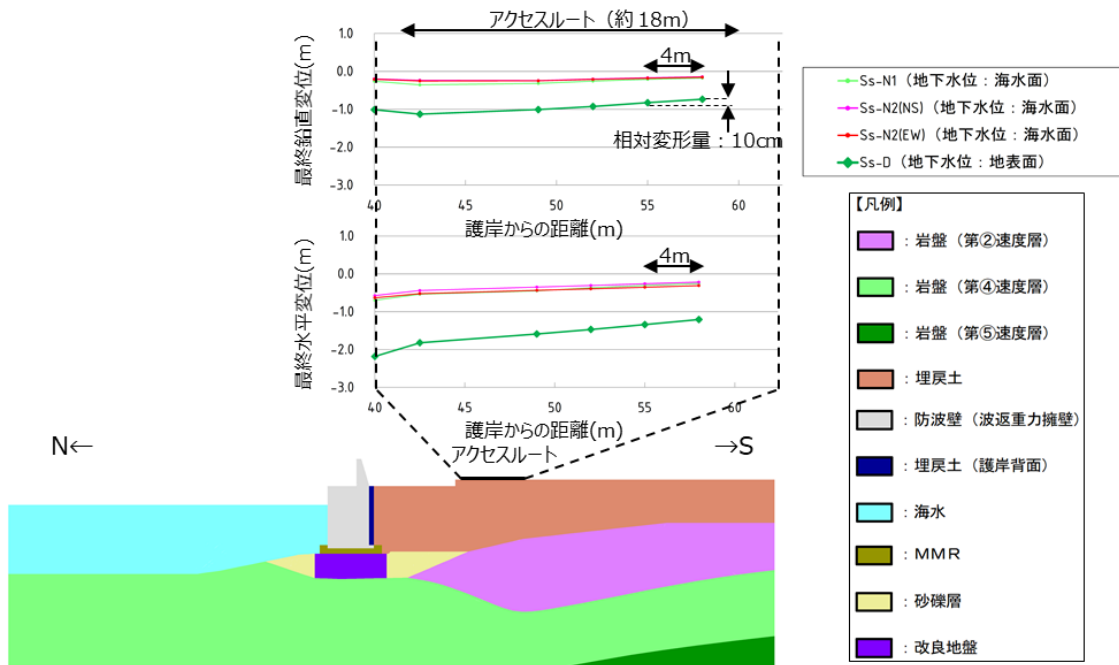 アクセスルート（約18m）
1.0
0.0
-1.0
-2.0
-3.0
最終鉛直変位(m)
4m
相対変形量：10cm
40
45
50
55
60
護岸からの距離(m)
1.0
0.0
-1.0
-2.0
-3.0
最終水平変位(m)
4m
40
45
50
55
60
護岸からの距離(m)
Ss-N1（地下水位：海水面）
Ss-N2(NS)（地下水位：海水面）
Ss-N2(EW)（地下水位：海水面）
Ss-D（地下水位：地表面）
【凡例】
：岩盤（第②速度層）
：岩盤（第④速度層）
：岩盤（第⑤速度層）
：埋戻土
：防波壁（波返重力擁壁）
：埋戻土（護岸背面）
：海水
：ＭＭＲ
：砂礫層
：改良地盤
N←
アクセスルート
→S